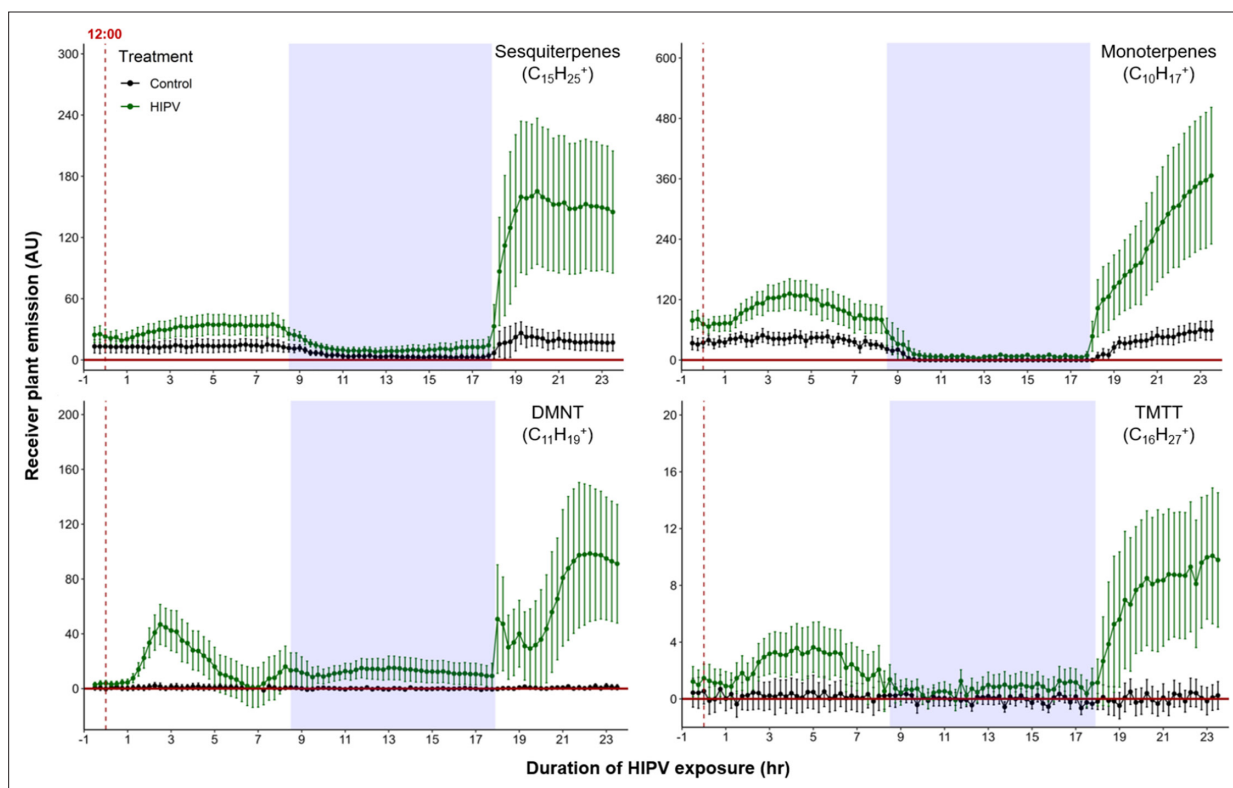 12:00
Treatment
Control
HIPV
Sesquiterpenes
(C₁₅H₂₅⁺)
300
240
180
120
60
0
-1 1 3 5 7 9 11 13 15 17 19 21 23
Monoterpenes
(C₁₀H₁₇⁺)
600
480
360
240
120
0
-1 1 3 5 7 9 11 13 15 17 19 21 23
Receiver plant emission (AU)
DMNT
(C₁₁H₁₉⁺)
200
160
120
80
40
0
-1 1 3 5 7 9 11 13 15 17 19 21 23
TMTT
(C₁₆H₂₇⁺)
20
16
12
8
4
0
-1 1 3 5 7 9 11 13 15 17 19 21 23
Duration of HIPV exposure (hr)